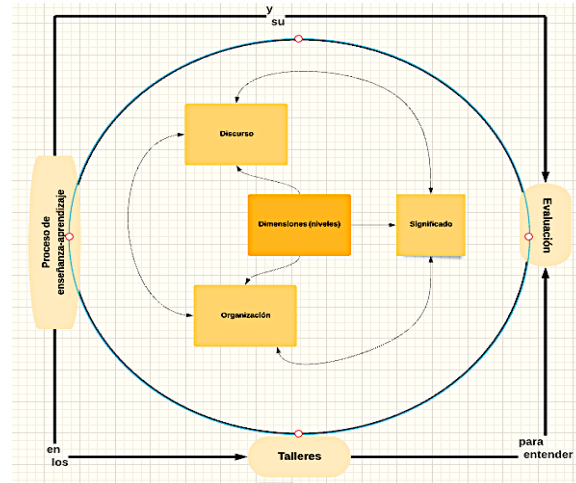 y
su
Discurso
Dimensiones (niveles)
Significado
Organización
Proceso de
enseñanza-aprendizaje
Evaluación
en
los
Talleres
para
entender